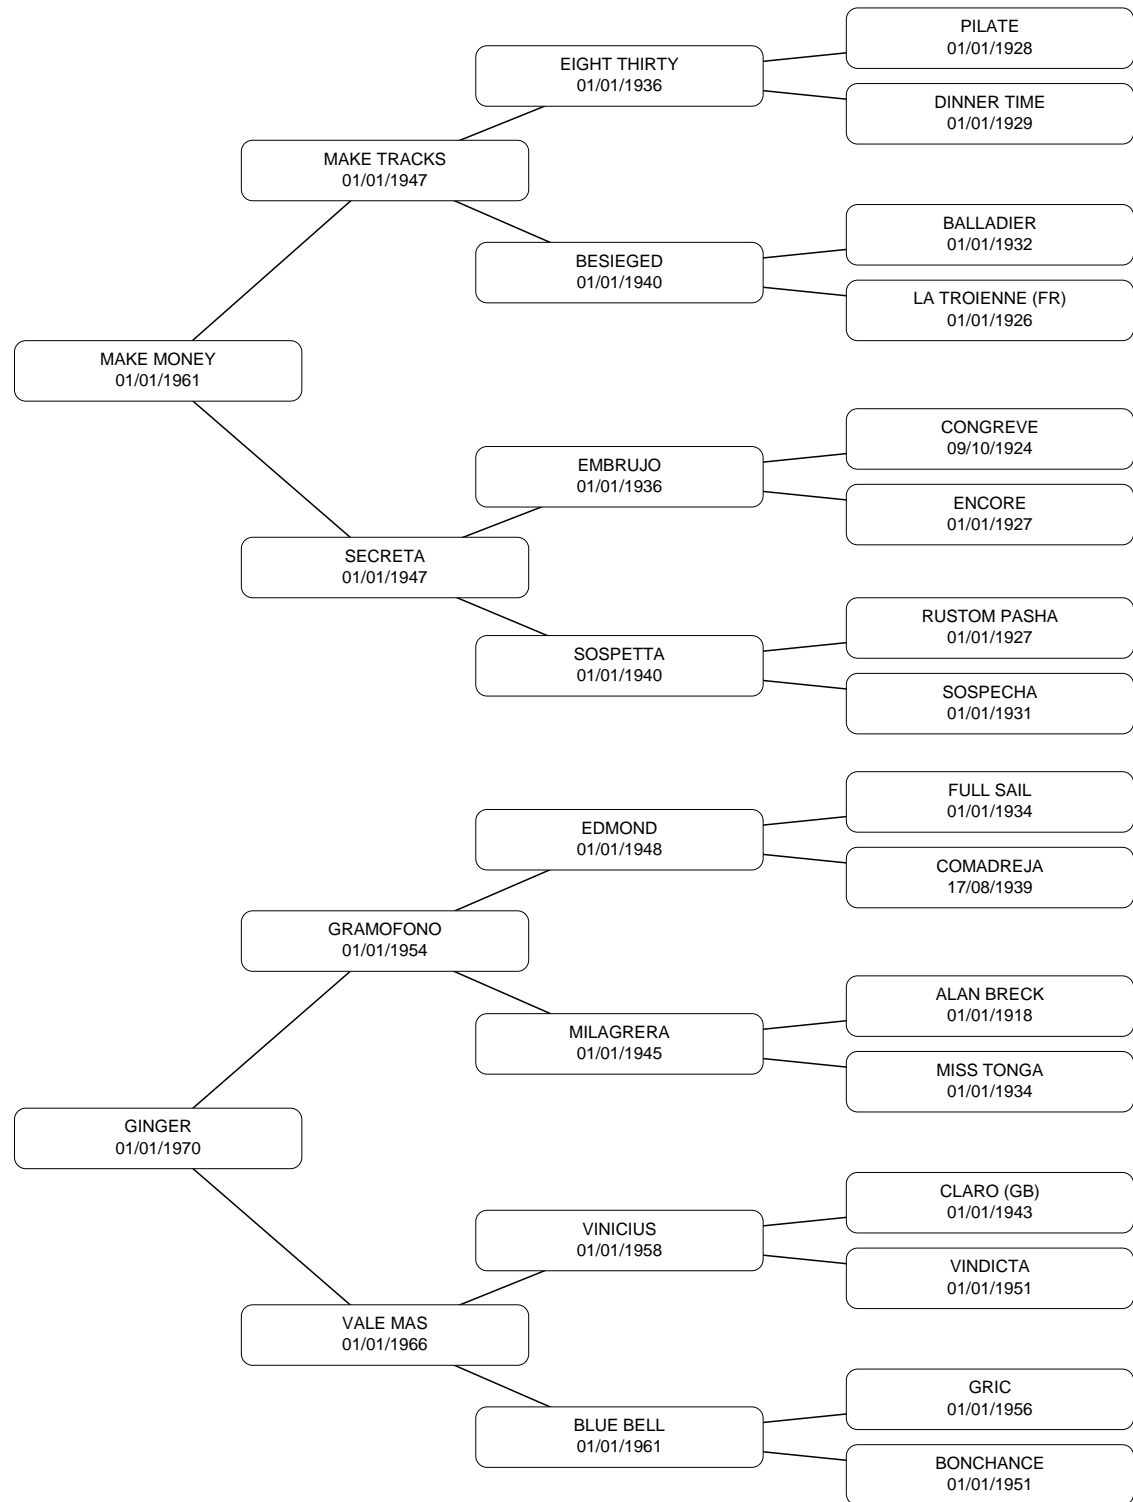 PILATE
01/01/1928
EIGHT THIRTY
01/01/1936
DINNER TIME
01/01/1929
MAKE TRACKS
01/01/1947
BALLADIER
01/01/1932
BESIEGED
01/01/1940
LA TROIENNE (FR)
01/01/1926
MAKE MONEY
01/01/1961
CONGREVE
09/10/1924
EMBRUJO
01/01/1936
ENCORE
01/01/1927
SECRETA
01/01/1947
RUSTOM PASHA
01/01/1927
SOSPETTA
01/01/1940
SOSPECHA
01/01/1931
FULL SAIL
01/01/1934
EDMOND
01/01/1948
COMADREJA
17/08/1939
GRAMOFONO
01/01/1954
ALAN BRECK
01/01/1918
MILAGRERA
01/01/1945
MISS TONGA
01/01/1934
GINGER
01/01/1970
CLARO (GB)
01/01/1943
VINICIUS
01/01/1958
VINDICTA
01/01/1951
VALE MAS
01/01/1966
GRIC
01/01/1956
BLUE BELL
01/01/1961
BONCHANCE
01/01/1951